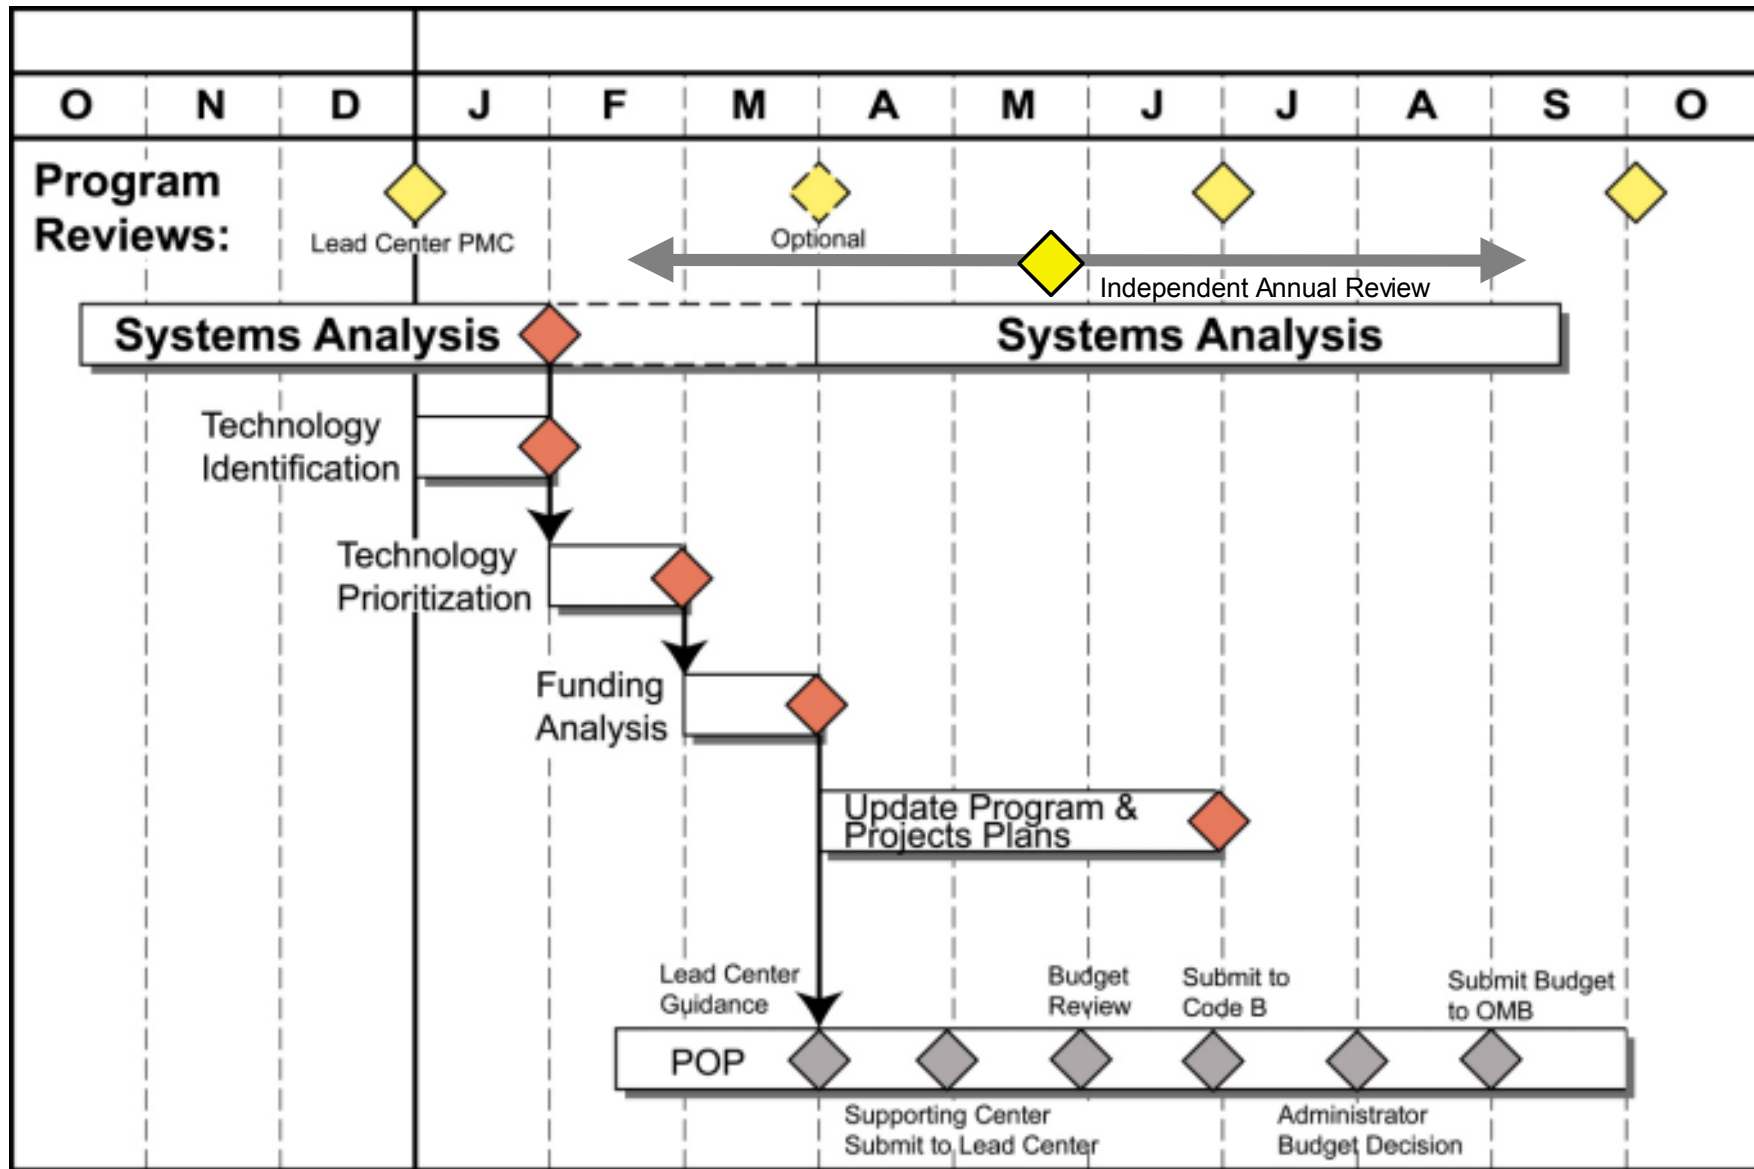 O N D J F M A M J J A S O
Program
Reviews:
Lead Center PMC
Optional
Independent Annual Review
Systems Analysis
Systems Analysis
Technology
Identification
Technology
Prioritization
Funding
Analysis
Update Program &
Projects Plans
Lead Center
Guidance
Budget
Review
Submit to
Code B
Submit Budget
to OMB
POP
Supporting Center
Submit to Lead Center
Administrator
Budget Decision